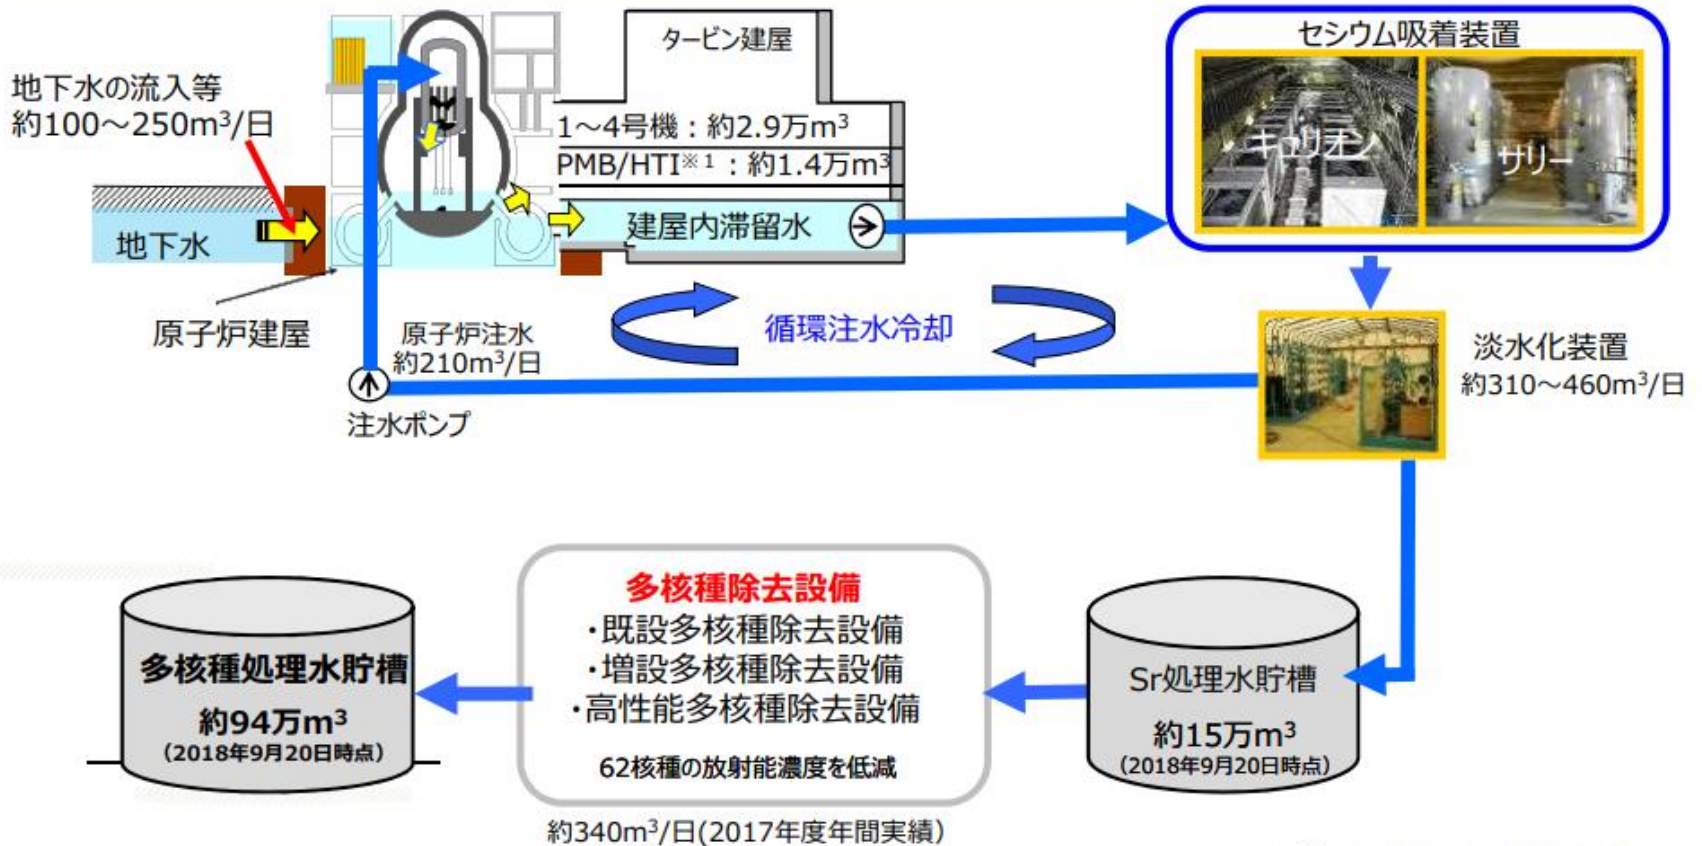 タービン建屋
セシウム吸着装置
地下水の流入等
約100～250m³/日
1～4号機：約2.9万m³
PMB/HTI※1：約1.4万m³
キュリオン
サリー
地下水
建屋内滞留水
原子炉建屋
原子炉注水
約210m³/日
循環注水冷却
淡水化装置
約310～460m³/日
注水ポンプ
多核種除去設備
・既設多核種除去設備
・増設多核種除去設備
・高性能多核種除去設備
62核種の放射能濃度を低減
約340m³/日(2017年度年間実績）
多核種処理水貯槽
約94万m³
（2018年9月20日時点）
Sr処理水貯槽
約15万m³
（2018年9月20日時点）